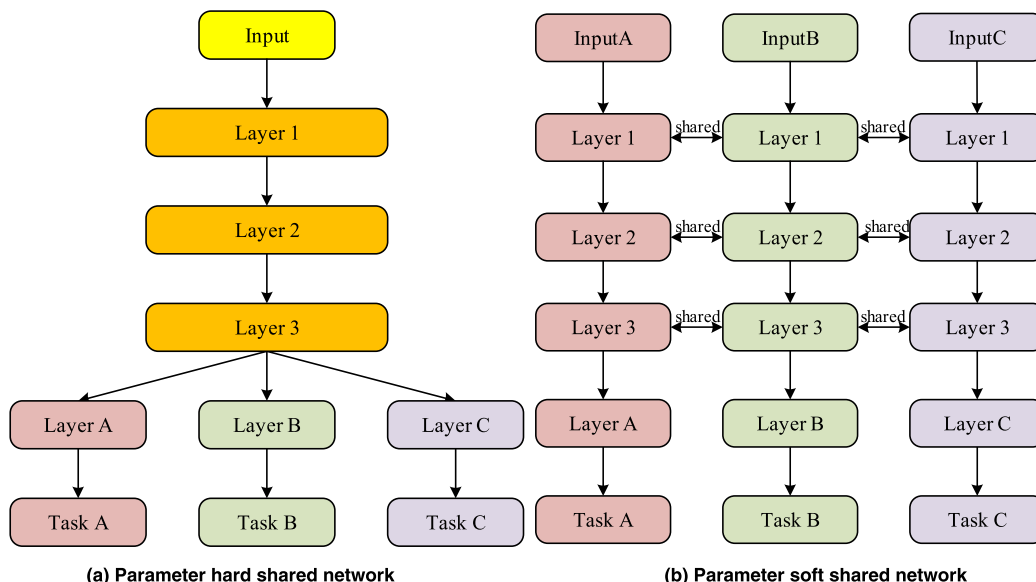 Input
Layer 1
Layer 2
Layer 3
Layer A
Layer B
Layer C
Task A
Task B
Task C
(a) Parameter hard shared network
InputA
InputB
InputC
Layer 1
shared
Layer 1
shared
Layer 1
Layer 2
shared
Layer 2
shared
Layer 2
Layer 3
shared
Layer 3
shared
Layer 3
Layer A
Layer B
Layer C
Task A
Task B
Task C
(b) Parameter soft shared network